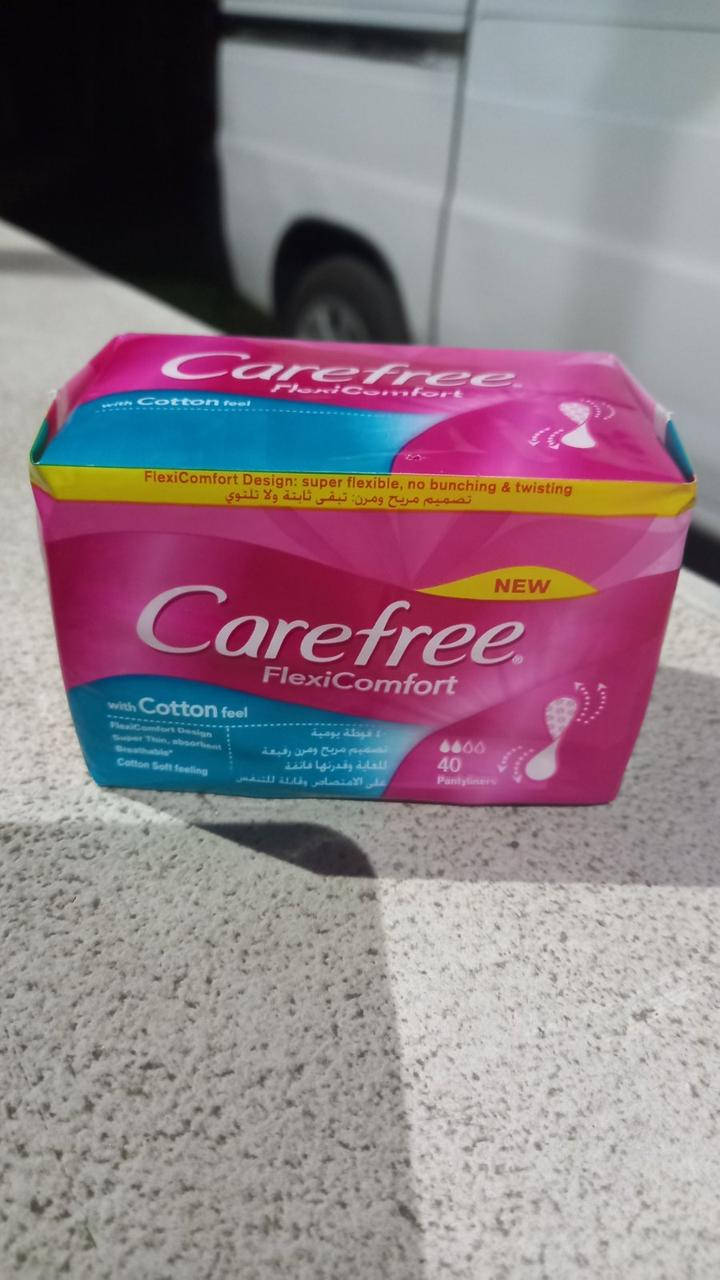 Carefree®
FlexiComfort
with Cotton feel
FlexiComfort Design: super flexible, no bunching & twisting
تصميم مريح ومرن: تبقى ثابتة ولا تلتوي
NEW
Carefree®
FlexiComfort
with Cotton feel
FlexiComfort Design
Super Thin, absorbent
Breathable*
Cotton Soft feeling
٤٠ فوطة يومية
تصميم مريح ومرن رفيعة
للغاية وقدرتها فائقة
على الامتصاص وقابلة للتنفس
40
Pantyliners